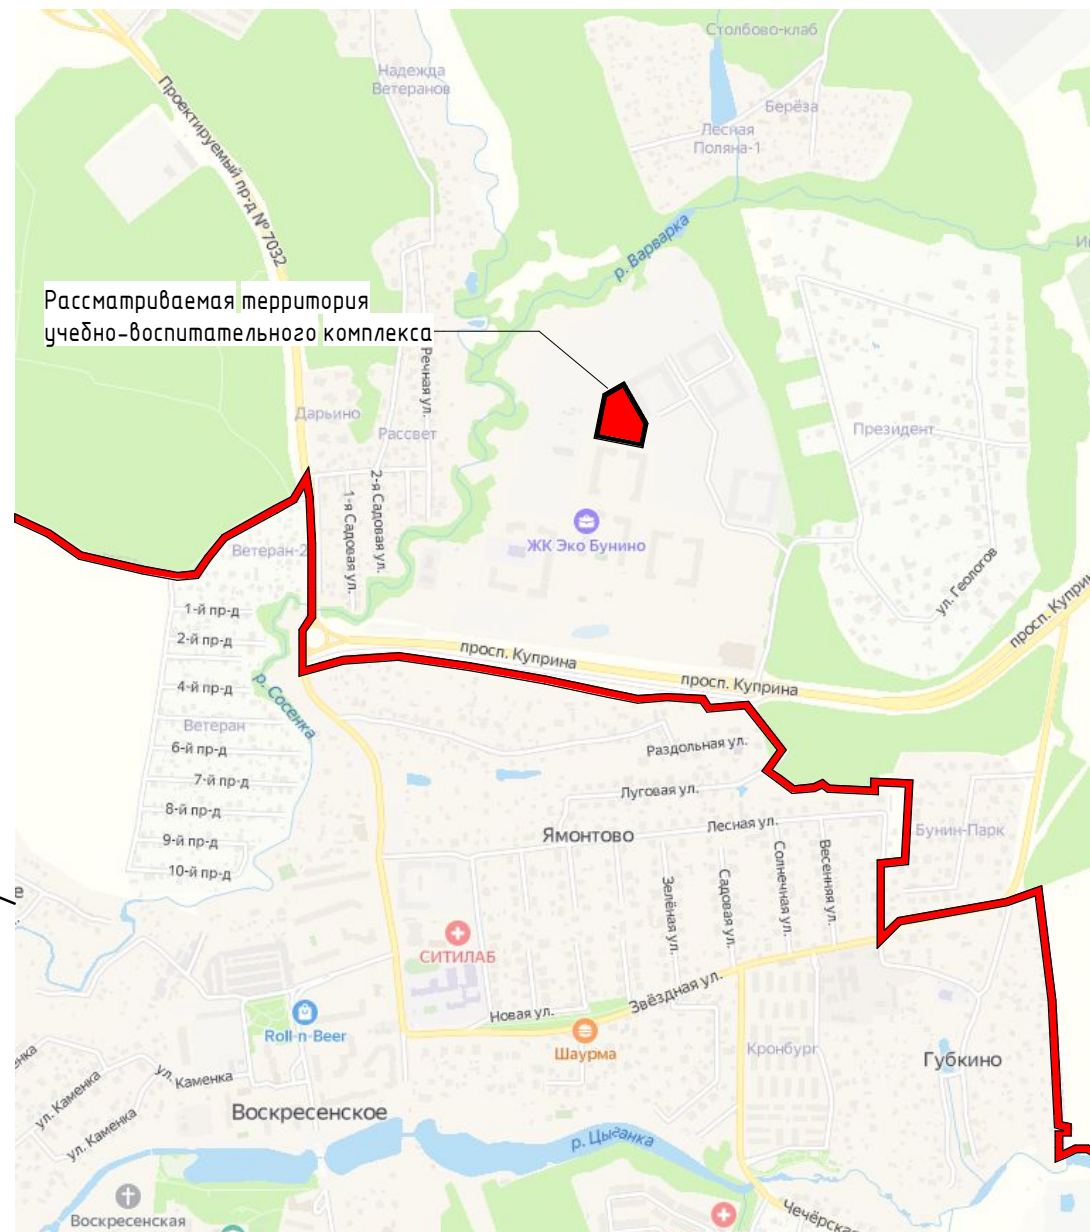 Столбово-клаб
Надежда
Ветеранов
Берёза
Лесная
Поляна-1
Проектируемый пр-д № 7032
р. Варварка
Рассматриваемая территория
учебно-воспитательного комплекса
Речная ул.
Дарьино
Рассвет
Президент
2-я Садовая ул.
1-я Садовая ул.
ЖК Эко Бунино
Ветеран-2
ул. Геологов
1-й пр-д
2-й пр-д
просп. Куприна
просп. Куприна
просп. Куприн
4-й пр-д
р. Сосенка
Ветеран
6-й пр-д
Раздольная ул.
7-й пр-д
Луговая ул.
8-й пр-д
Ямонтово
Лесная ул.
Бунин-Парк
9-й пр-д
10-й пр-д
Зелёная ул.
Садовая ул.
Солнечная ул.
Весенняя ул.
СИТИЛАБ
Звёздная ул.
Новая ул.
Roll-n-Beer
Шаурма
Кронбург
Губкино
ул. Каменка
ул. Каменка
ул. Каменка
Воскресенское
р. Цыганка
Воскресенская
Чечёрская